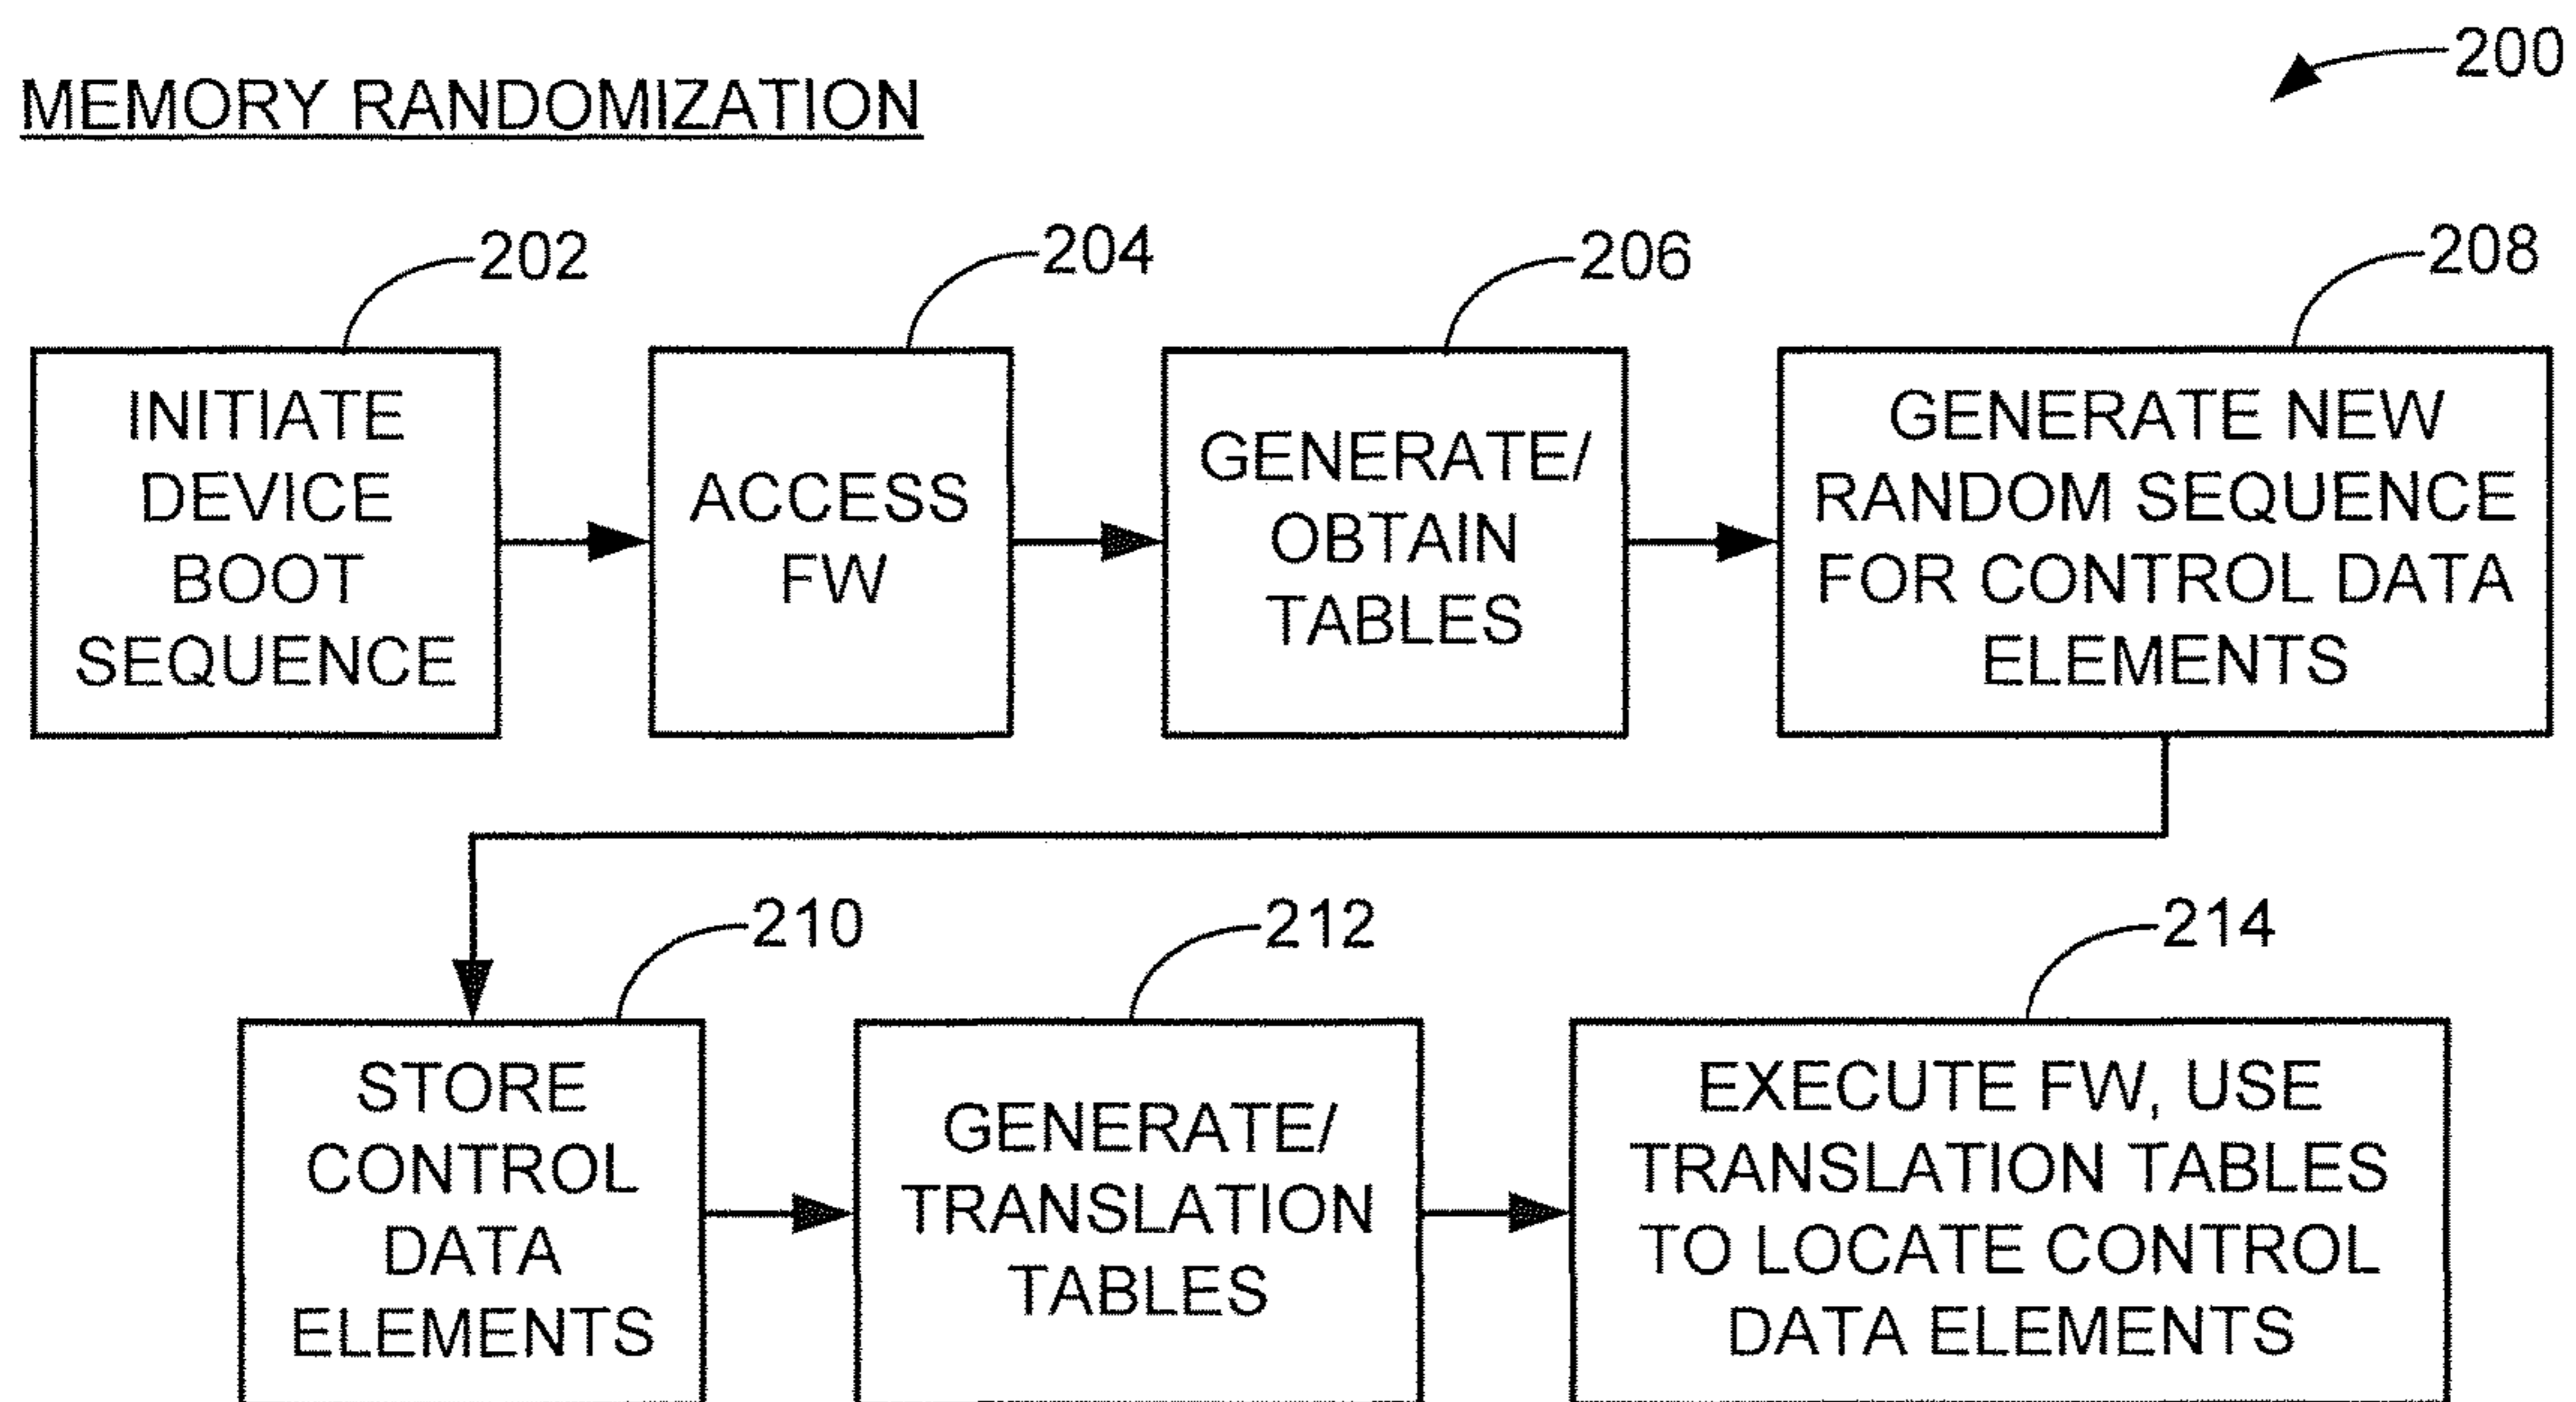 200
MEMORY RANDOMIZATION
202
204
206
208
INITIATE
DEVICE
BOOT
SEQUENCE
ACCESS
FW
GENERATE/
OBTAIN
TABLES
GENERATE NEW
RANDOM SEQUENCE
FOR CONTROL DATA
ELEMENTS
210
212
214
STORE
CONTROL
DATA
ELEMENTS
GENERATE/
TRANSLATION
TABLES
EXECUTE FW, USE
TRANSLATION TABLES
TO LOCATE CONTROL
DATA ELEMENTS